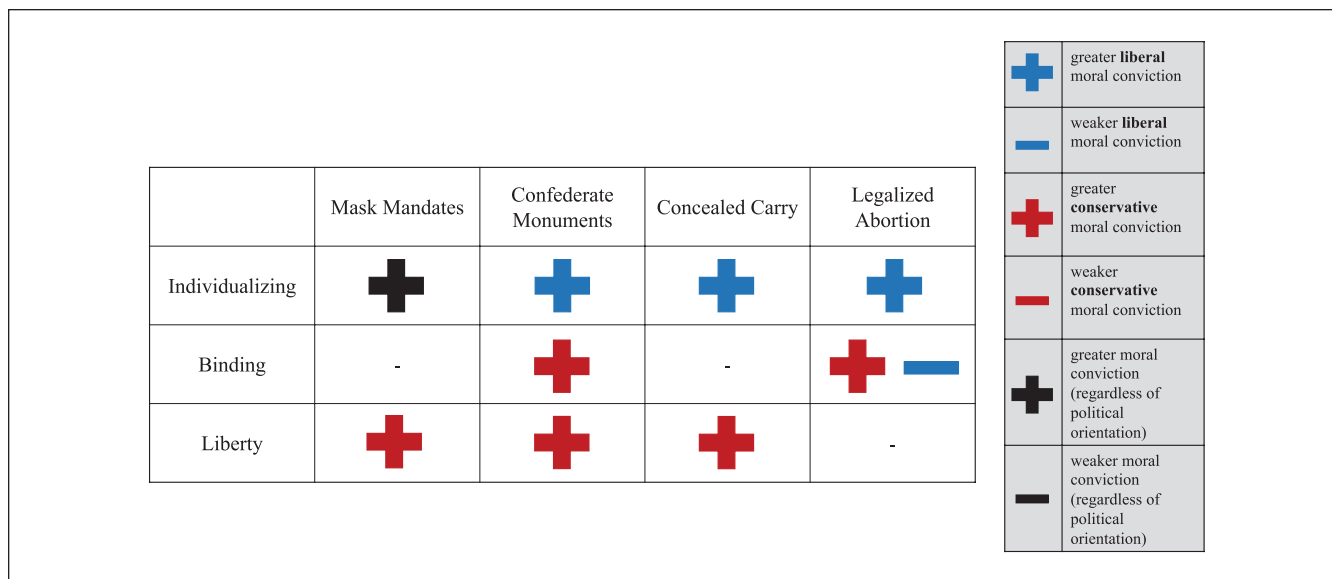 Mask Mandates
Confederate
Monuments
Concealed Carry
Legalized
Abortion
Individualizing
Binding
-
-
Liberty
-
greater liberal
moral conviction
weaker liberal
moral conviction
greater
conservative
moral conviction
weaker
conservative
moral conviction
greater moral
conviction
(regardless of
political
orientation)
weaker moral
conviction
(regardless of
political
orientation)